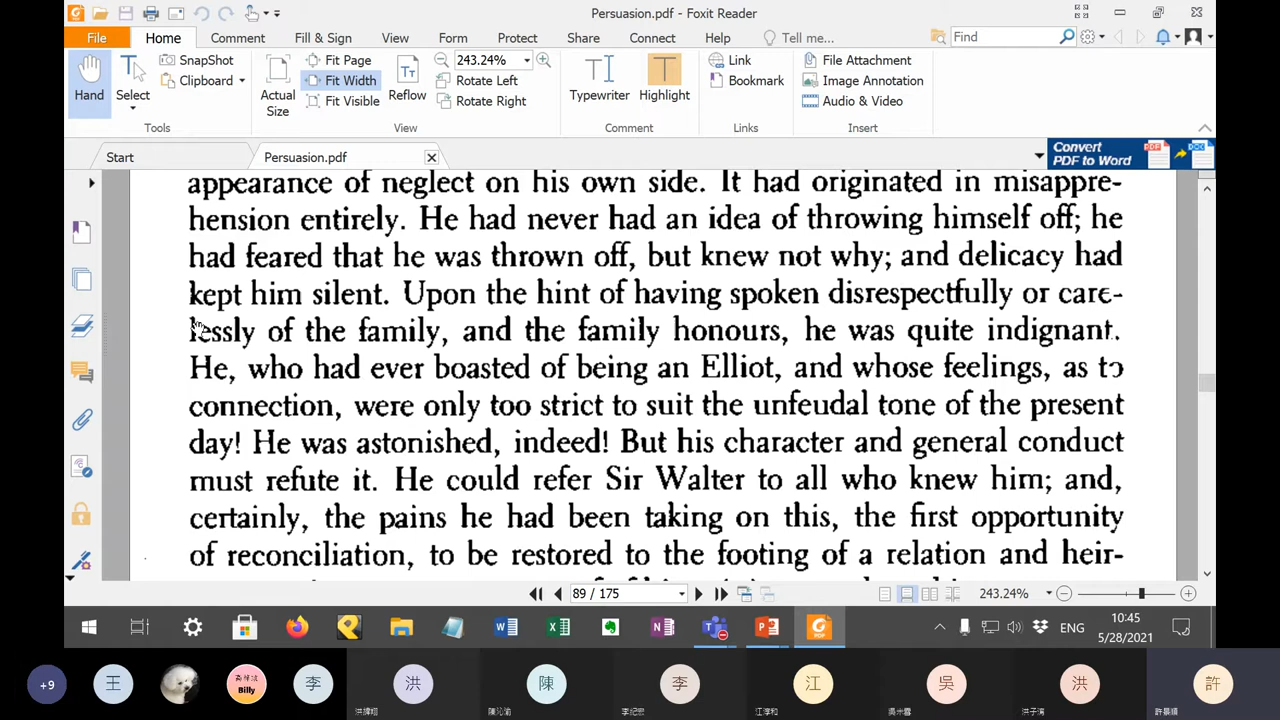 Persuasion.pdf - Foxit Reader
File Home Comment Fill & Sign View Form Protect Share Connect Help Tell me... Find
Hand
Select
SnapShot
Clipboard
Tools
Actual Size
Fit Page
Fit Width
Fit Visible
Reflow
243.24%
Rotate Left
Rotate Right
View
Typewriter
Highlight
Comment
Link
Bookmark
Links
File Attachment
Image Annotation
Audio & Video
Insert
Start Persuasion.pdf
Convert
PDF to Word
appearance of neglect on his own side. It had originated in misappre-
hension entirely. He had never had an idea of throwing himself off; he
had feared that he was thrown off, but knew not why; and delicacy had
kept him silent. Upon the hint of having spoken disrespectfully or care-
lessly of the family, and the family honours, he was quite indignant.
He, who had ever boasted of being an Elliot, and whose feelings, as to
connection, were only too strict to suit the unfeudal tone of the present
day! He was astonished, indeed! But his character and general conduct
must refute it. He could refer Sir Walter to all who knew him; and,
certainly, the pains he had been taking on this, the first opportunity
of reconciliation, to be restored to the footing of a relation and heir-
89 / 175
243.24%
ENG
10:45
5/28/2021
+9 王 Billy 李 洪 陳 李 江 吳 洪 許